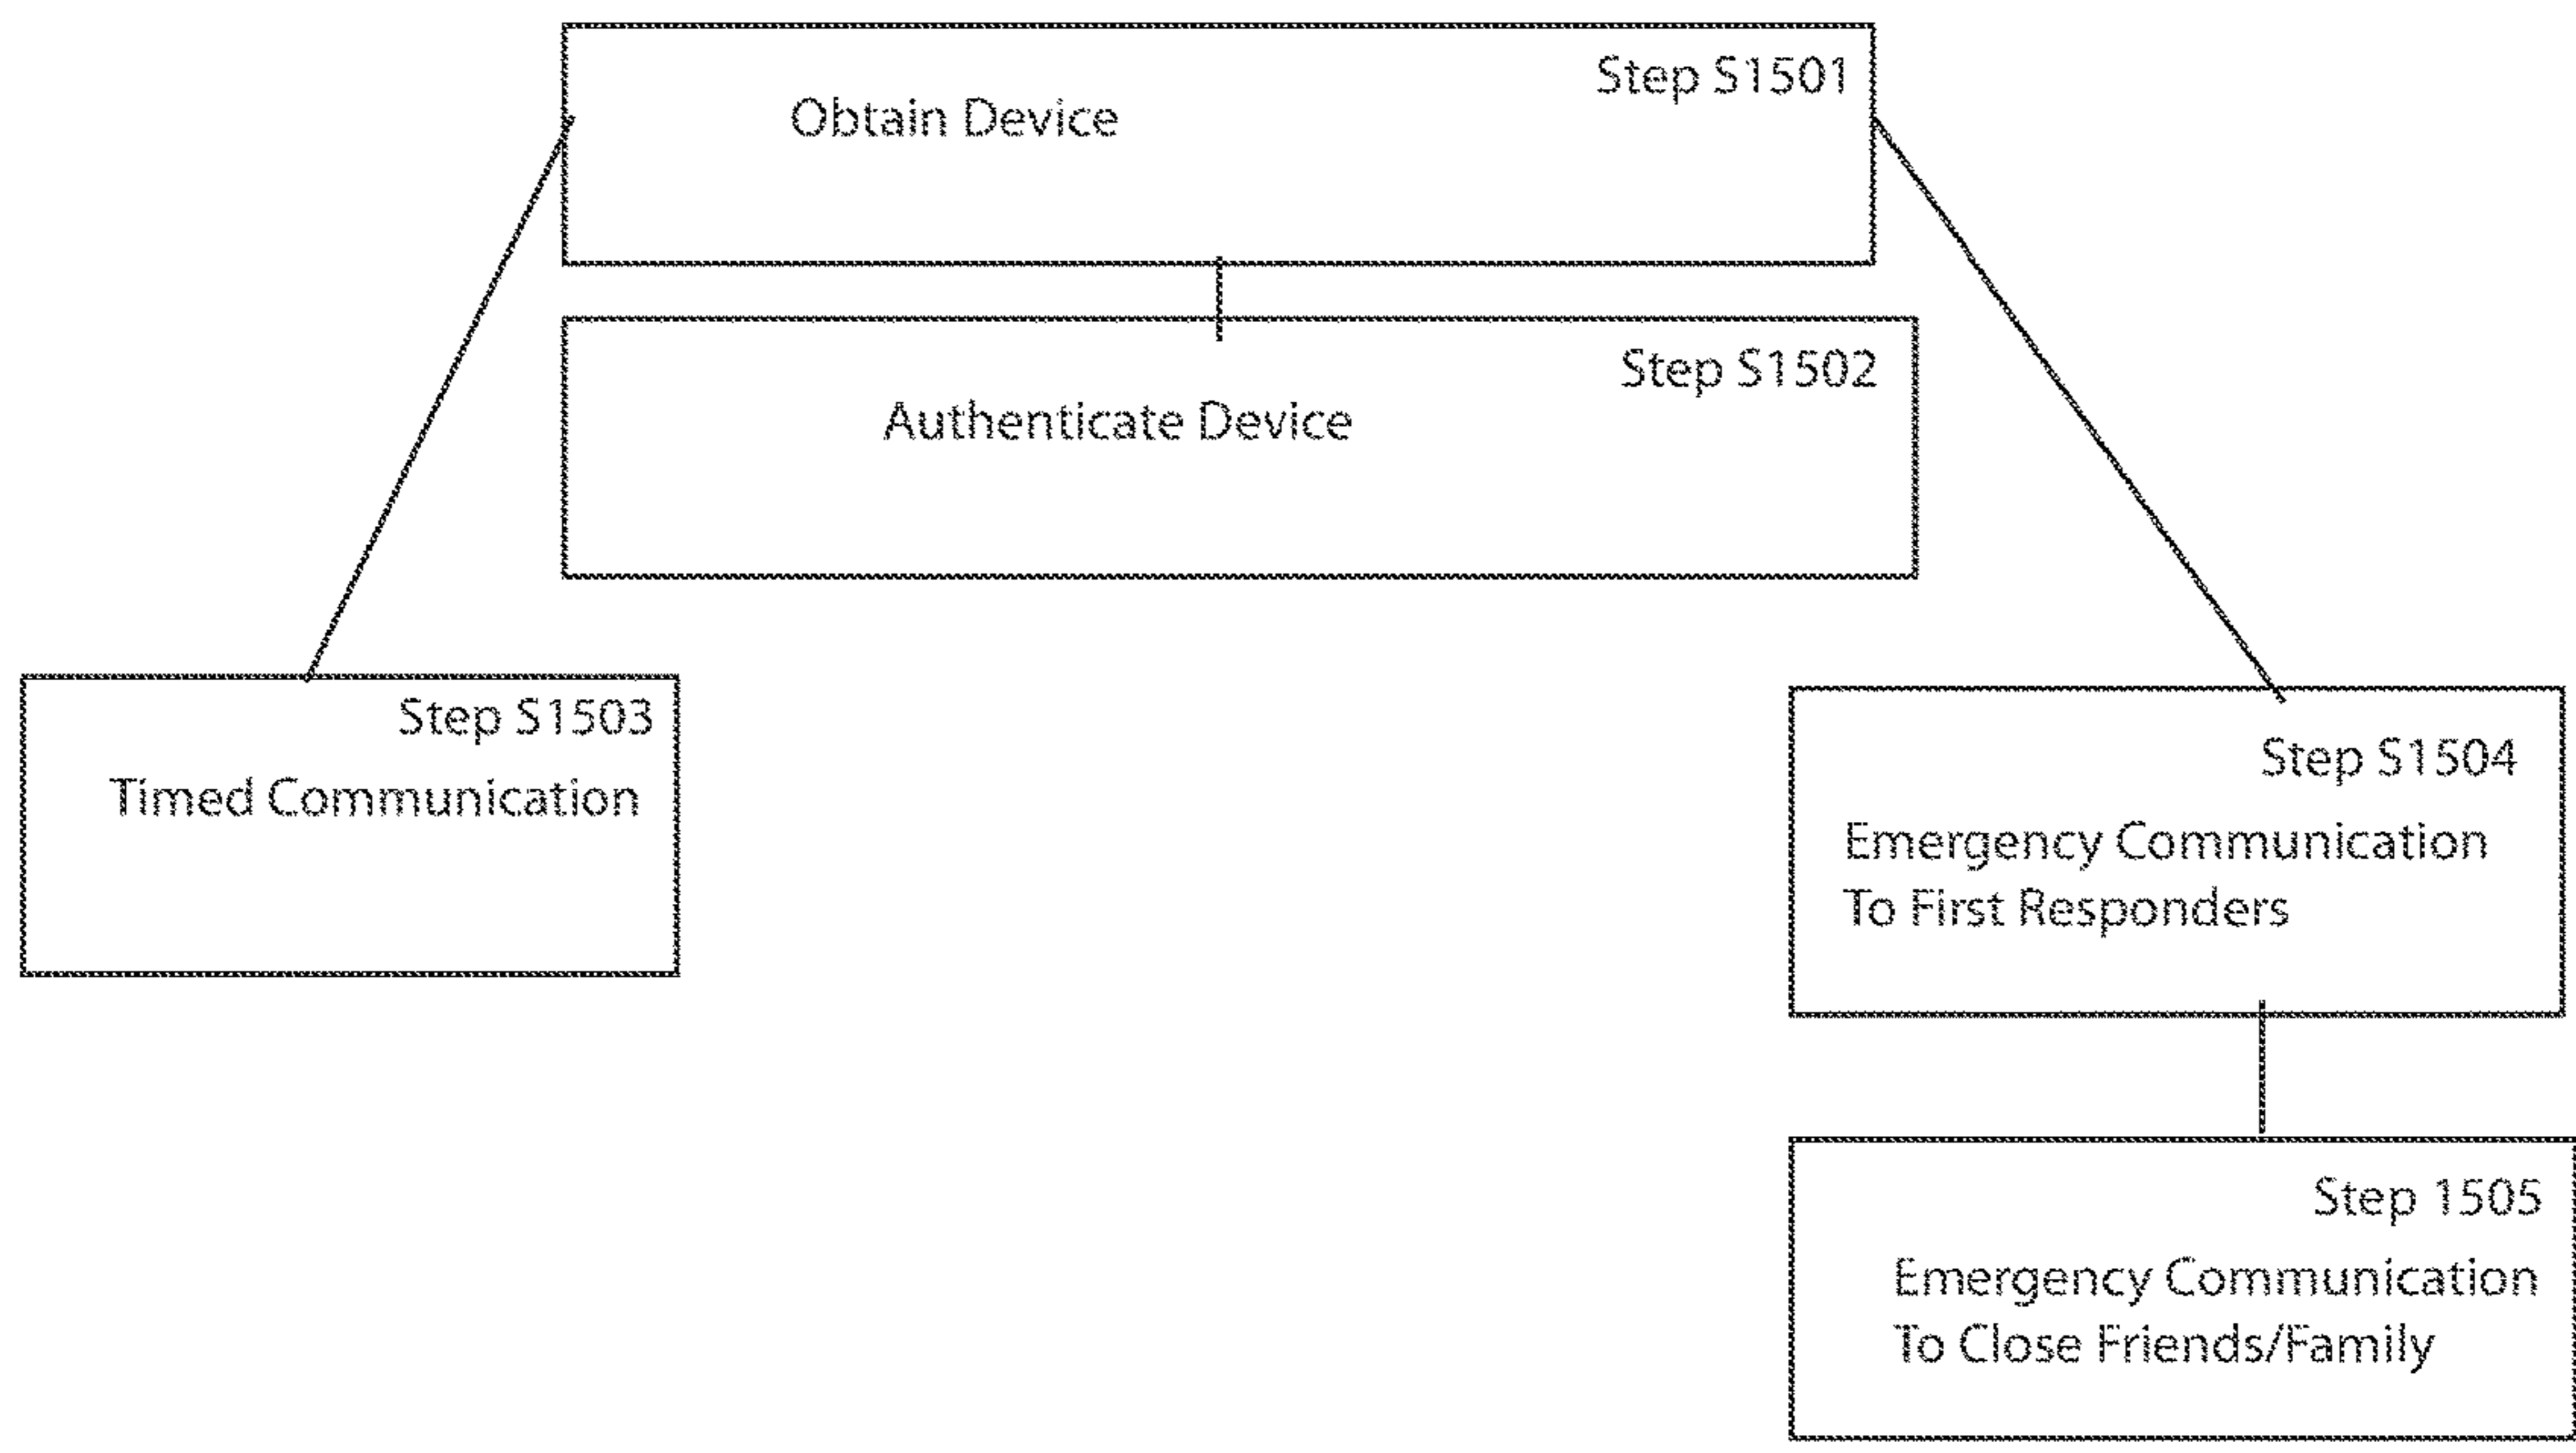 Step S1501
Obtain Device
Step S1502
Authenticate Device
Step S1503
Timed Communication
Step S1504
Emergency Communication
To First Responders
Step 1505
Emergency Communication
To Close Friends/Family